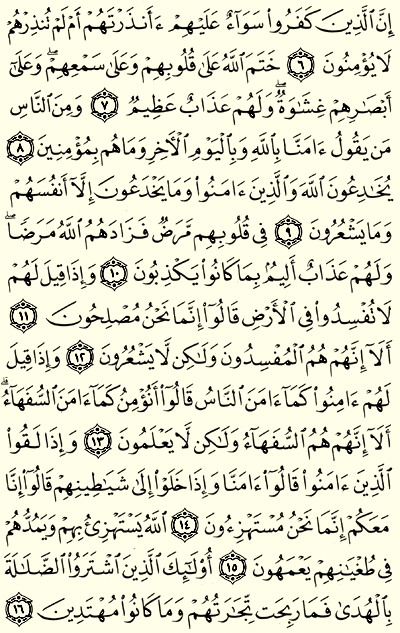 إِنَّ ٱلَّذِينَ كَفَرُوا۟ سَوَآءٌ عَلَيْهِمْ ءَأَنذَرْتَهُمْ أَمْ لَمْ تُنذِرْهُمْ
لَا يُؤْمِنُونَ ٦ خَتَمَ ٱللَّهُ عَلَىٰ قُلُوبِهِمْ وَعَلَىٰ سَمْعِهِمْ ۖ وَعَلَىٰٓ
أَبْصَٰرِهِمْ غِشَٰوَةٌ ۖ وَلَهُمْ عَذَابٌ عَظِيمٌ ٧ وَمِنَ ٱلنَّاسِ
مَن يَقُولُ ءَامَنَّا بِٱللَّهِ وَبِٱلْيَوْمِ ٱلْءَاخِرِ وَمَا هُم بِمُؤْمِنِينَ ٨
يُخَٰدِعُونَ ٱللَّهَ وَٱلَّذِينَ ءَامَنُوا۟ وَمَا يَخْدَعُونَ إِلَّآ أَنفُسَهُمْ
وَمَا يَشْعُرُونَ ٩ فِى قُلُوبِهِم مَّرَضٌ فَزَادَهُمُ ٱللَّهُ مَرَضًا ۖ
وَلَهُمْ عَذَابٌ أَلِيمٌۢ بِمَا كَانُوا۟ يَكْذِبُونَ ١٠ وَإِذَا قِيلَ لَهُمْ
لَا تُفْسِدُوا۟ فِى ٱلْأَرْضِ قَالُوٓا۟ إِنَّمَا نَحْنُ مُصْلِحُونَ ١١
أَلَآ إِنَّهُمْ هُمُ ٱلْمُفْسِدُونَ وَلَٰكِن لَّا يَشْعُرُونَ ١٢ وَإِذَا قِيلَ
لَهُمْ ءَامِنُوا۟ كَمَآ ءَامَنَ ٱلنَّاسُ قَالُوٓا۟ أَنُؤْمِنُ كَمَآ ءَامَنَ ٱلسُّفَهَآءُ ۗ
أَلَآ إِنَّهُمْ هُمُ ٱلسُّفَهَآءُ وَلَٰكِن لَّا يَعْلَمُونَ ١٣ وَإِذَا لَقُوا۟
ٱلَّذِينَ ءَامَنُوا۟ قَالُوٓا۟ ءَامَنَّا وَإِذَا خَلَوْا۟ إِلَىٰ شَيَٰطِينِهِمْ قَالُوٓا۟ إِنَّا
مَعَكُمْ إِنَّمَا نَحْنُ مُسْتَهْزِءُونَ ١٤ ٱللَّهُ يَسْتَهْزِئُ بِهِمْ وَيَمُدُّهُمْ
فِى طُغْيَٰنِهِمْ يَعْمَهُونَ ١٥ أُو۟لَٰٓئِكَ ٱلَّذِينَ ٱشْتَرَوُا۟ ٱلضَّلَٰلَةَ
بِٱلْهُدَىٰ فَمَا رَبِحَت تِّجَٰرَتُهُمْ وَمَا كَانُوا۟ مُهْتَدِينَ ١٦